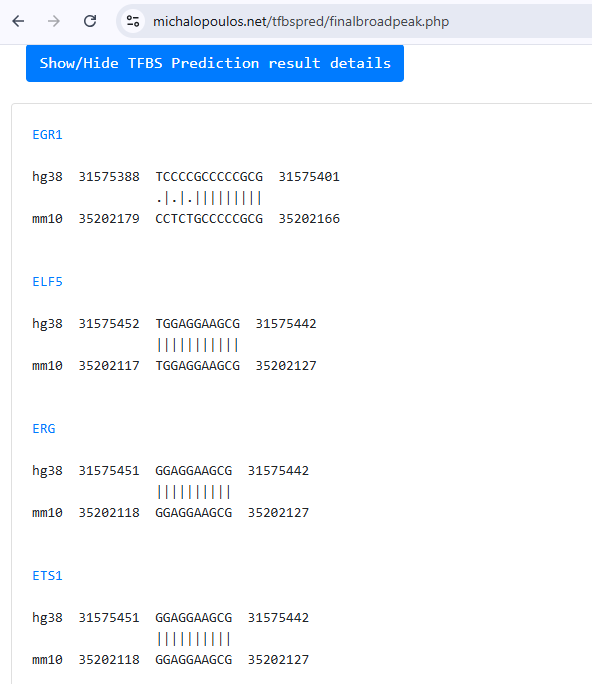 michalopoulos.net/tfbspred/finalbroadpeak.php
Show/Hide TFBS Prediction result details
EGR1
hg38  31575388  TCCCCGCCCCCGCG  31575401
.|.|.|||||||||
mm10  35202179  CCTCTGCCCCCGCG  35202166
ELF5
hg38  31575452  TGGAGGAAGCG  31575442
|||||||||||
mm10  35202117  TGGAGGAAGCG  35202127
ERG
hg38  31575451  GGAGGAAGCG  31575442
||||||||||
mm10  35202118  GGAGGAAGCG  35202127
ETS1
hg38  31575451  GGAGGAAGCG  31575442
||||||||||
mm10  35202118  GGAGGAAGCG  35202127